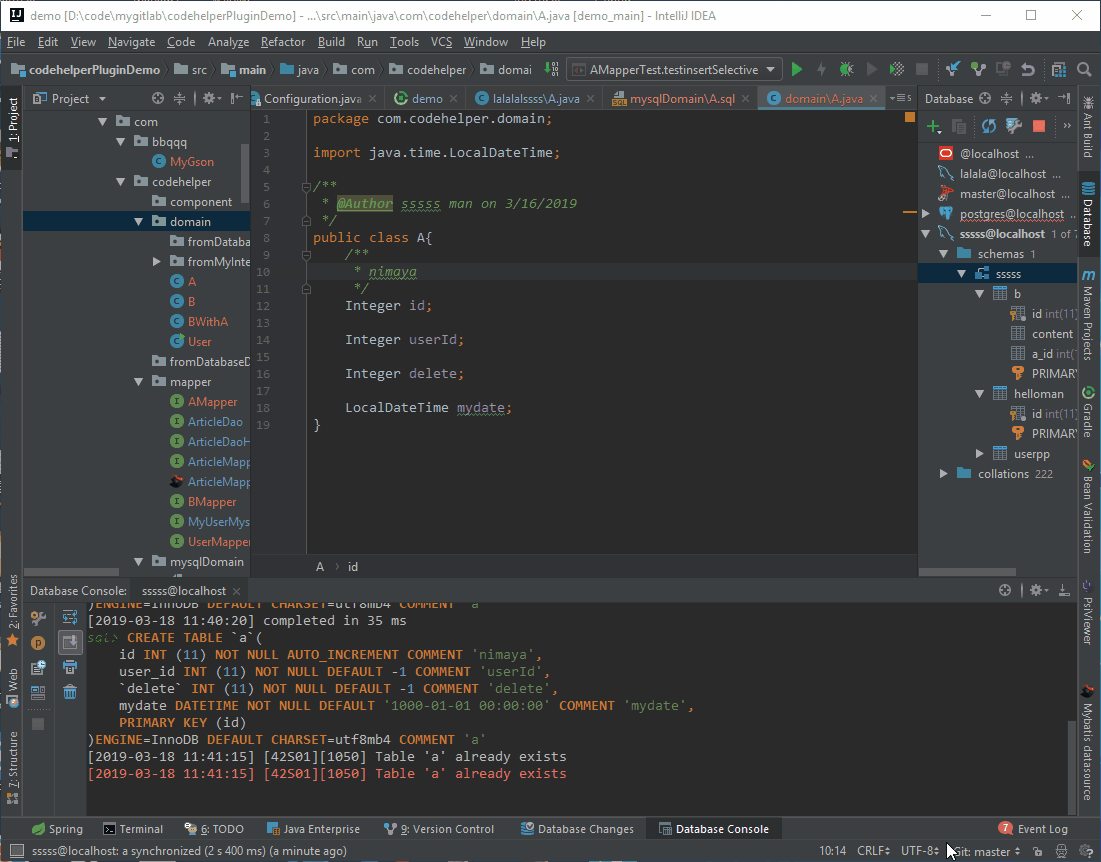 demo [D:\code\mygitlab\codehelperPluginDemo] - ...\src\main\java\com\codehelper\domain\A.java [demo_main] - IntelliJ IDEA
File Edit View Navigate Code Analyze Refactor Build Run Tools VCS Window Help
codehelperPluginDemo src main java com codehelper domai AMapperTest.testinsertSelective
1: Project
Project
com
bbqqq
MyGson
codehelper
component
domain
fromDataba
fromMyInte
A
B
BWithA
User
fromDatabaseD
mapper
AMapper
ArticleDao
ArticleDaoH
ArticleMapp
ArticleMapp
BMapper
MyUserMys
UserMapper
mysqlDomain
Configuration.java demo lalalalssss\A.java mysqlDomain\A.sql domain\A.java
≡5
1 package com.codehelper.domain;
2
3 import java.time.LocalDateTime;
4
5 /**
6 * @Author sssss man on 3/16/2019
7 */
8 public class A{
9 /**
10 * nimaya
11 */
12 Integer id;
13
14 Integer userId;
15
16 Integer delete;
17
18 LocalDateTime mydate;
19 }
A › id
Database
@localhost ...
lalala@localhost ...
master@localhost ...
postgres@localhost ...
sssss@localhost 1 of 7
schemas 1
sssss
b
id int(11)
content
a_id int(
PRIMAR
helloman
id int(11)
PRIMAR
userpp
collations 222
Ant Build
Database
Maven Projects
Gradle
Bean Validation
PsiViewer
Mybatis datasource
2: Favorites
Web
7: Structure
Database Console: sssss@localhost
)ENGINE=InnoDB DEFAULT CHARSET=utf8mb4 COMMENT 'a'
[2019-03-18 11:40:20] completed in 35 ms
sql> CREATE TABLE `a`(
id INT (11) NOT NULL AUTO_INCREMENT COMMENT 'nimaya',
user_id INT (11) NOT NULL DEFAULT -1 COMMENT 'userId',
`delete` INT (11) NOT NULL DEFAULT -1 COMMENT 'delete',
mydate DATETIME NOT NULL DEFAULT '1000-01-01 00:00:00' COMMENT 'mydate',
PRIMARY KEY (id)
)ENGINE=InnoDB DEFAULT CHARSET=utf8mb4 COMMENT 'a'
[2019-03-18 11:41:15] [42S01][1050] Table 'a' already exists
[2019-03-18 11:41:15] [42S01][1050] Table 'a' already exists
Spring Terminal 6: TODO Java Enterprise 9: Version Control Database Changes Database Console 7 Event Log
sssss@localhost: a synchronized (2 s 400 ms) (a minute ago) 10:14 CRLF UTF-8 Git: master